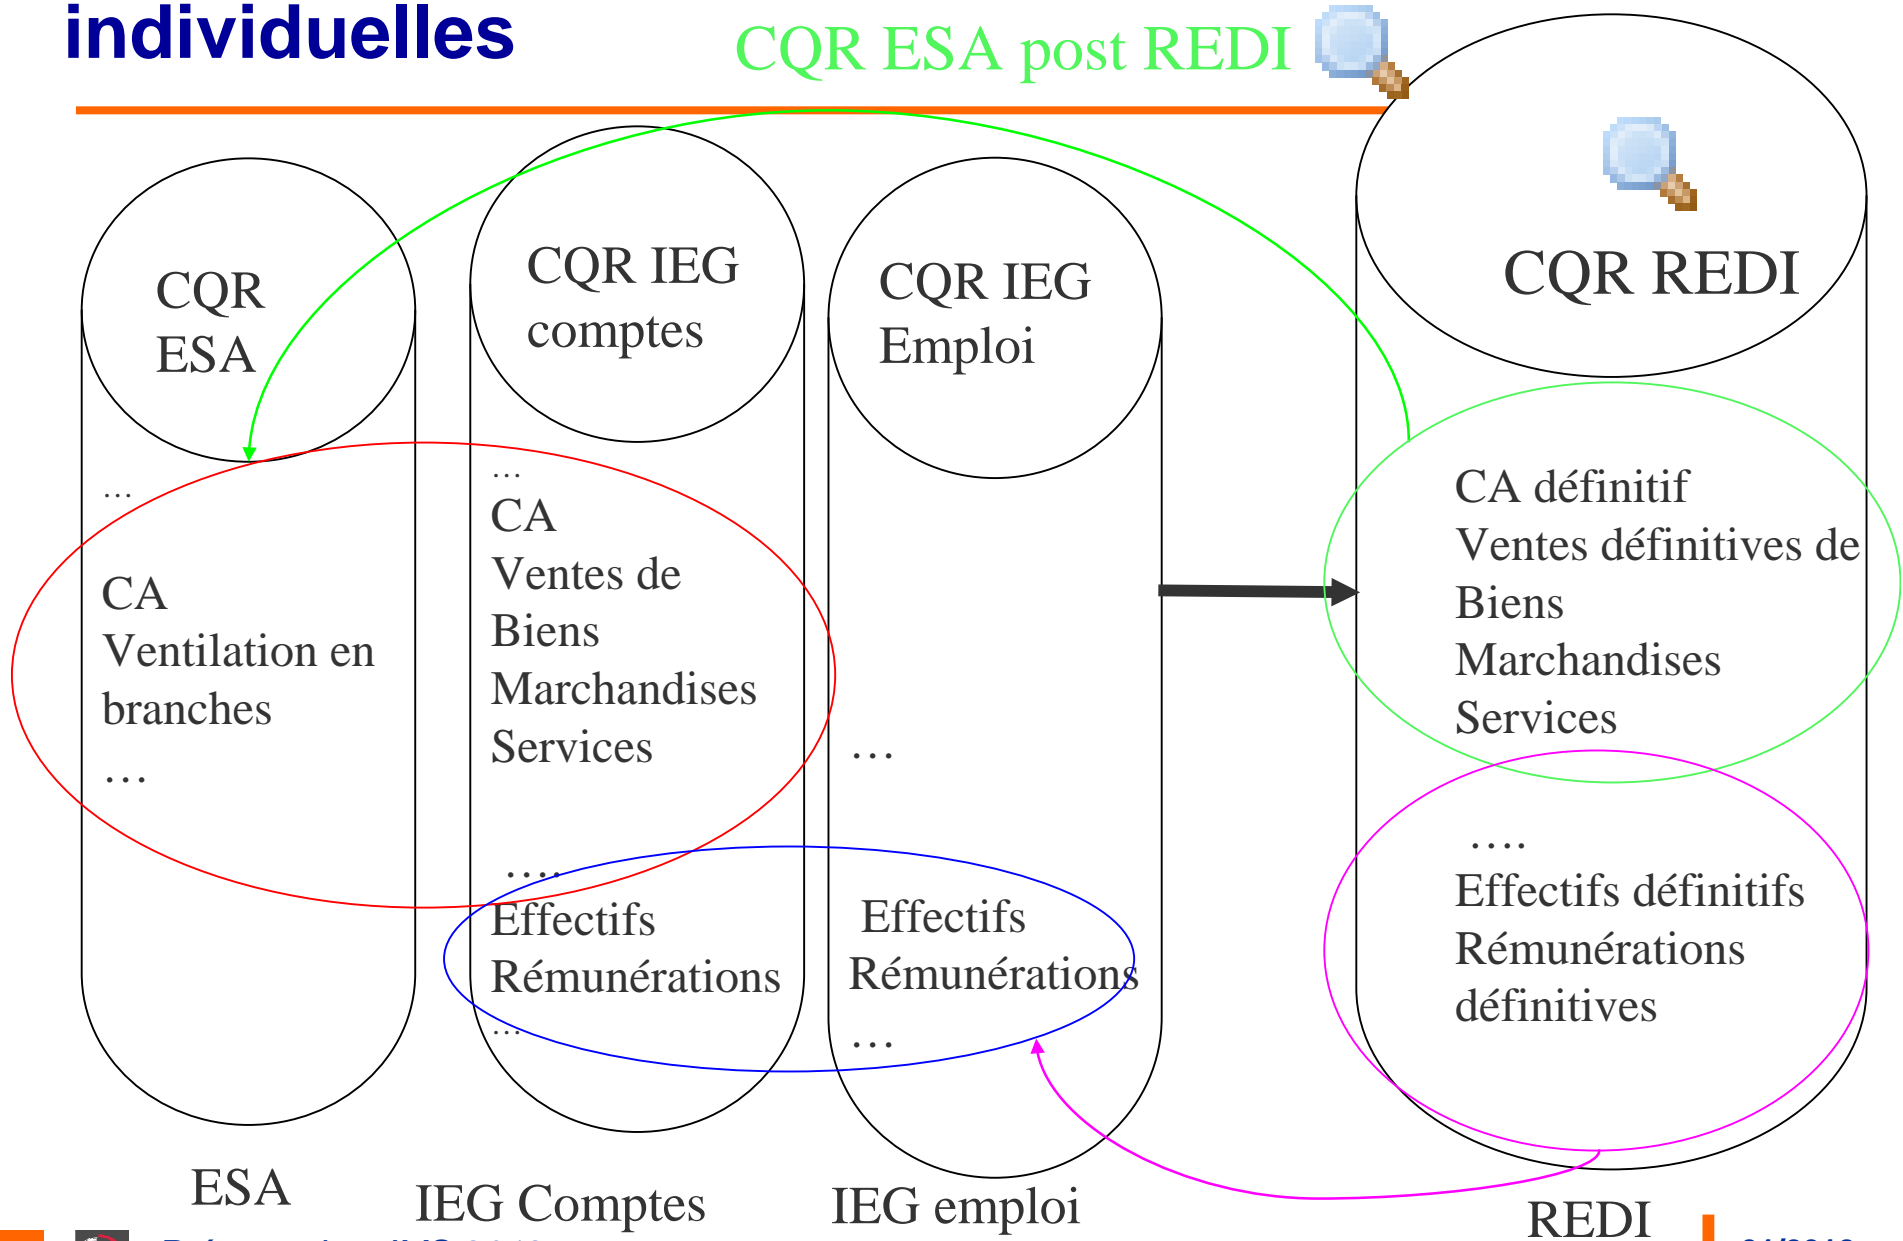 individuelles
CQR ESA post REDI
CQR
ESA
CQR IEG
comptes
CQR IEG
Emploi
CQR REDI
...
CA
Ventilation en
branches
...
...
CA
Ventes de
Biens
Marchandises
Services
....
Effectifs
Rémunérations
...
...
Effectifs
Rémunérations
...
CA définitif
Ventes définitives de
Biens
Marchandises
Services
....
Effectifs définitifs
Rémunérations
définitives
ESA
IEG Comptes
IEG emploi
REDI